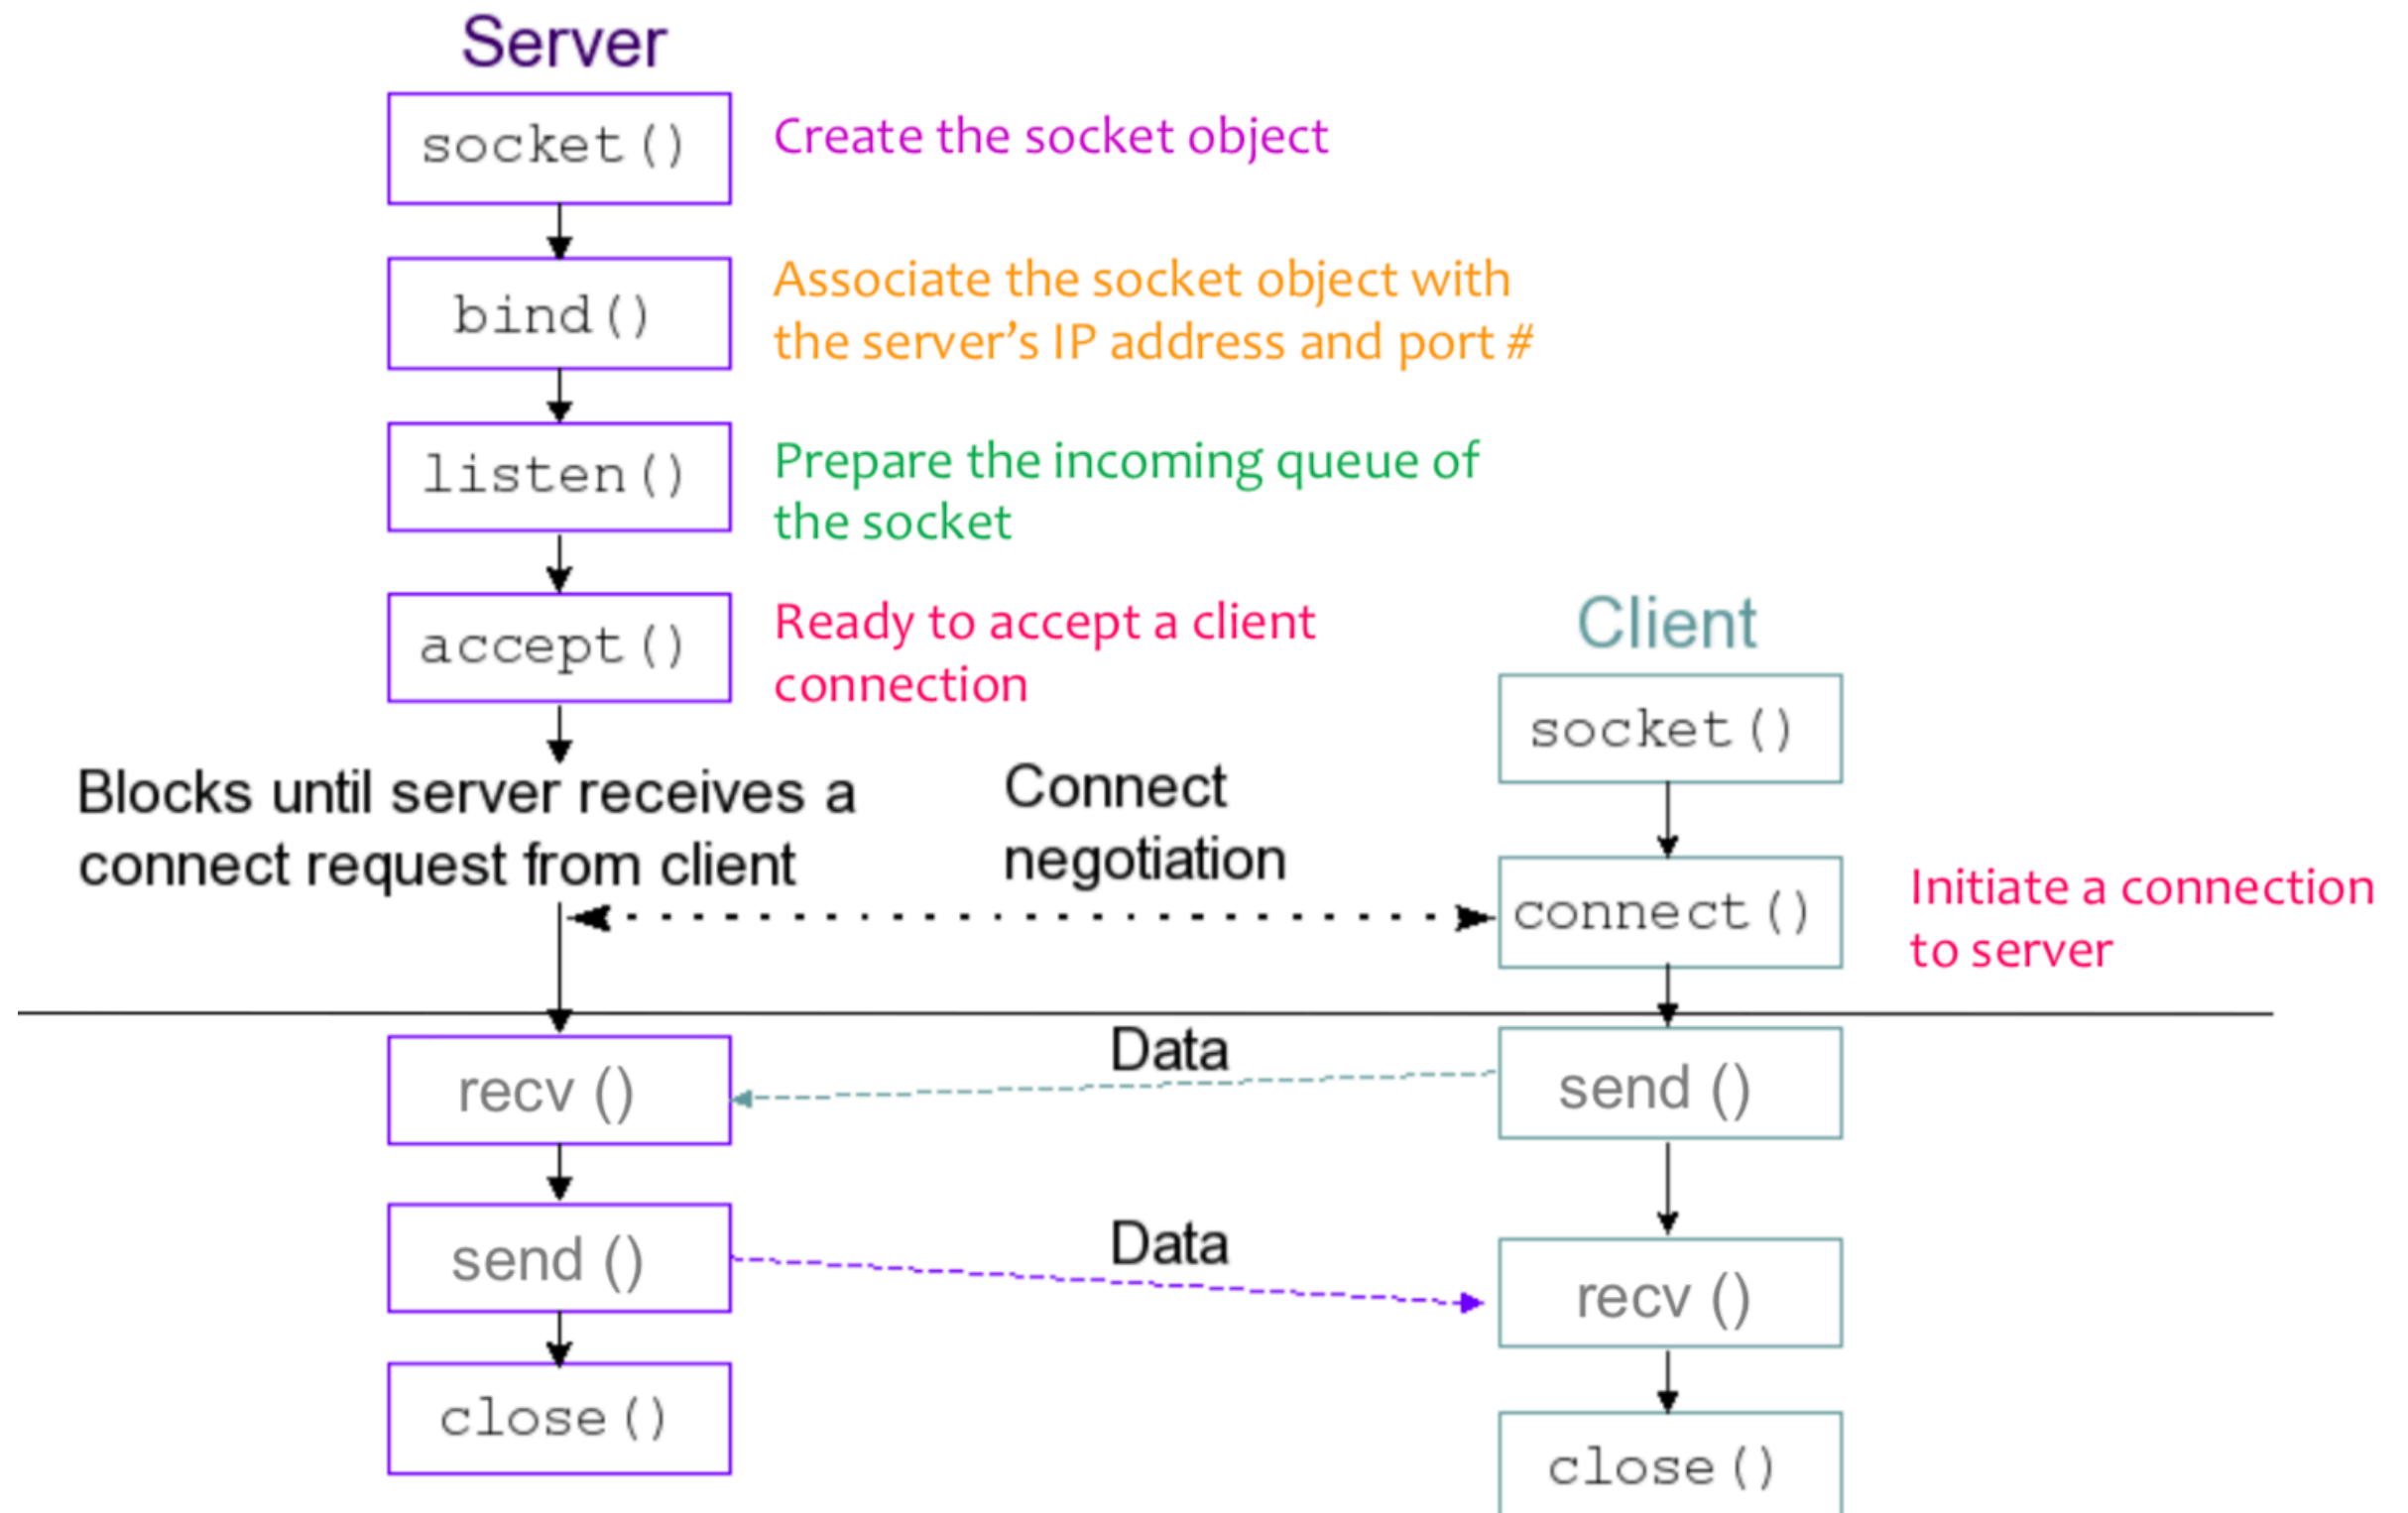 Server
socket()
Create the socket object
bind()
Associate the socket object with
the server’s IP address and port #
listen()
Prepare the incoming queue of
the socket
accept()
Ready to accept a client
connection
Blocks until server receives a
connect request from client
Connect
negotiation
Client
socket()
connect()
Initiate a connection
to server
recv ()
Data
send ()
send ()
Data
recv ()
close()
close()